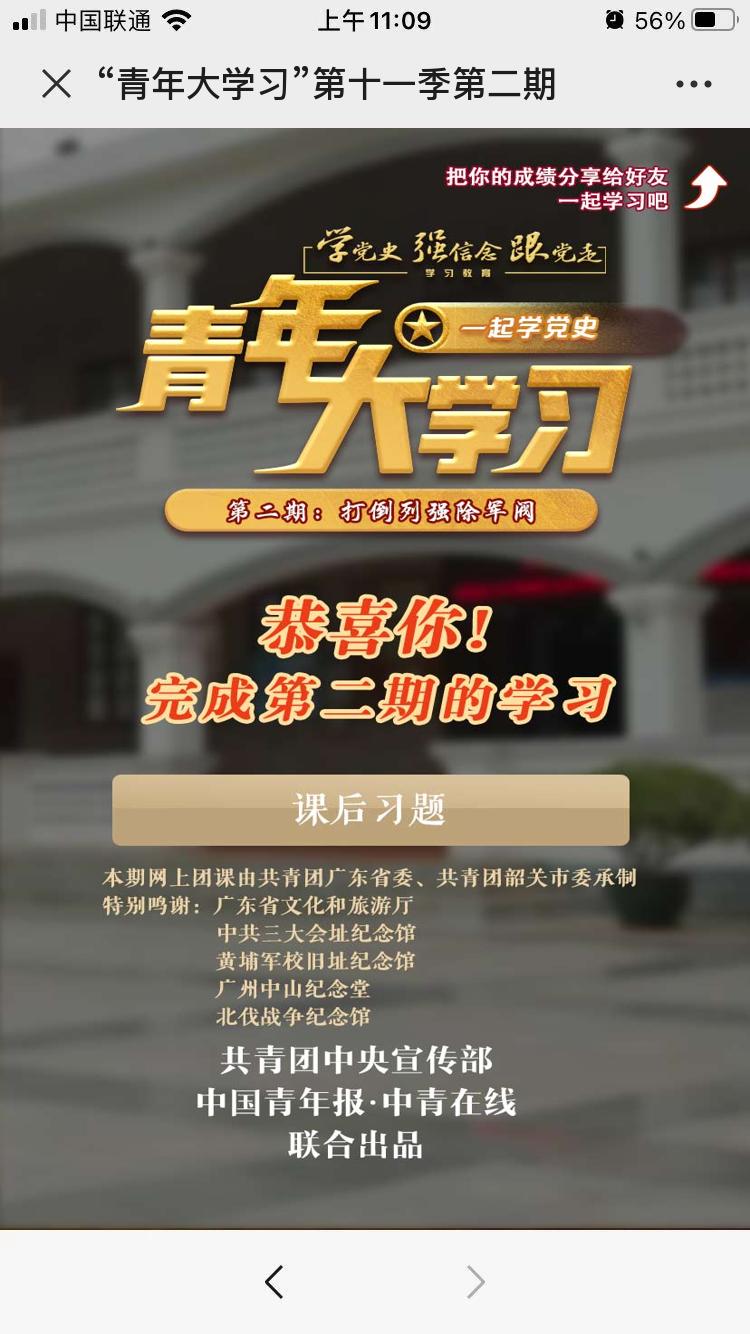 中国联通 上午11:09 56%
“青年大学习”第十一季第二期
把你的成绩分享给好友
一起学习吧
学党史 强信念 跟党走
学习教育
青年大学习
一起学党史
第二期：打倒列强除军阀
恭喜你！
完成第二期的学习
课后习题
本期网上团课由共青团广东省委、共青团韶关市委承制
特别鸣谢：广东省文化和旅游厅
中共三大会址纪念馆
黄埔军校旧址纪念馆
广州中山纪念堂
北伐战争纪念馆
共青团中央宣传部
中国青年报·中青在线
联合出品